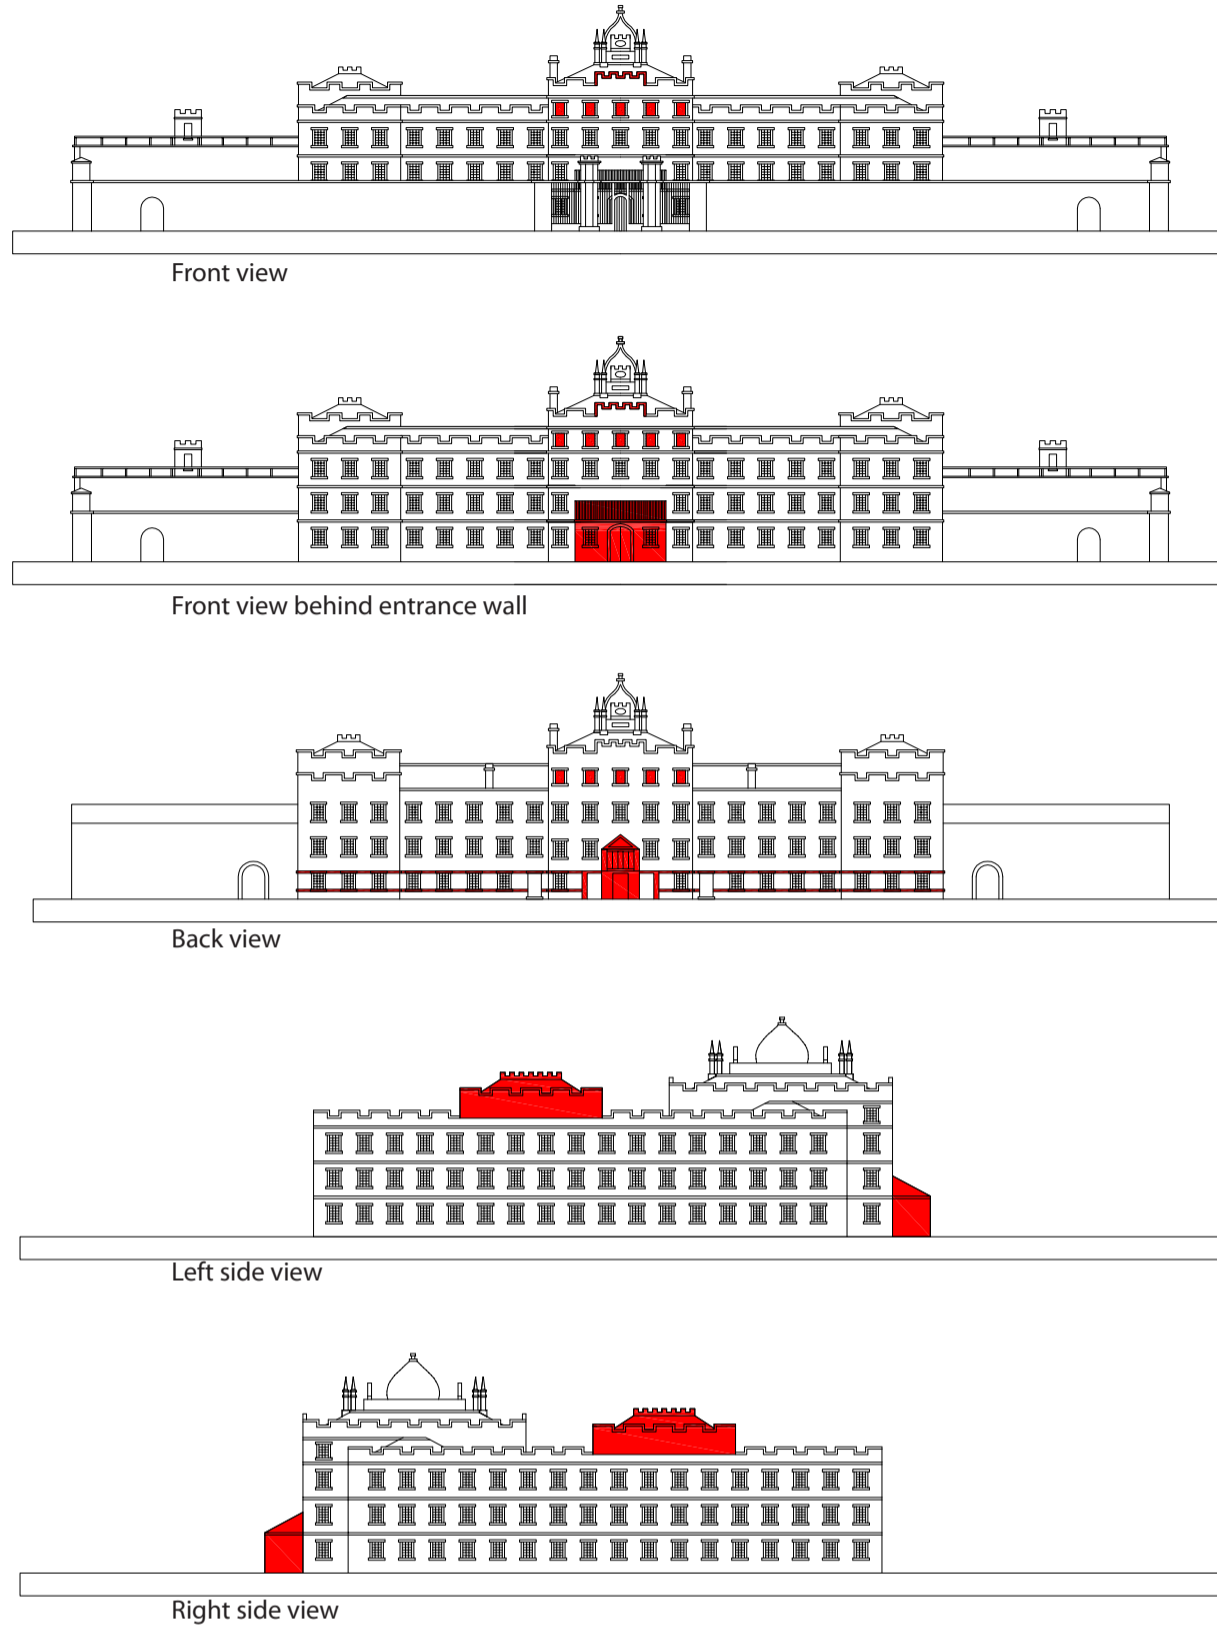 Front view
Front view behind entrance wall
Back view
Left side view
Right side view